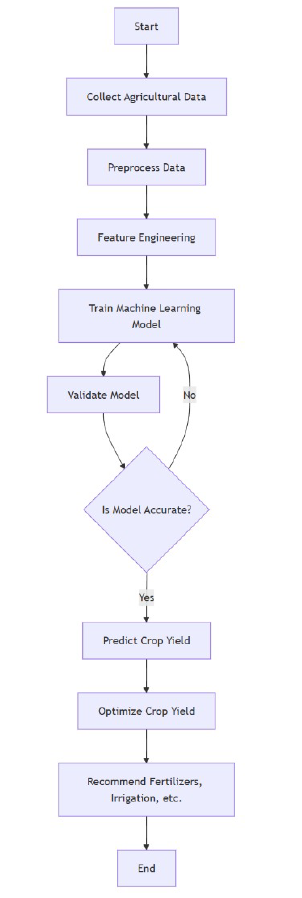 Start
Collect Agricultural Data
Preprocess Data
Feature Engineering
Train Machine Learning
Model
Validate Model
No
Is Model Accurate?
Yes
Predict Crop Yield
Optimize Crop Yield
Recommend Fertilizers,
Irrigation, etc.
End